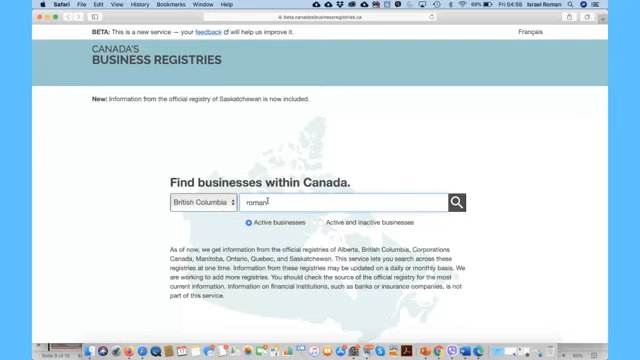 Safari File Edit View History Bookmarks Window Help
68% Fri 04:55 Israel Roman
beta.canadasbusinessregistries.ca
BETA: This is a new service — your feedback will help us improve it.
Français
CANADA'S
BUSINESS REGISTRIES
New: Information from the official registry of Saskatchewan is now included.
Find businesses within Canada.
British Columbia
roman
Active businesses
Active and inactive businesses
As of now, we get information from the official registries of Alberta, British Columbia, Corporations
Canada, Manitoba, Ontario, Quebec, and Saskatchewan. This service lets you search across these
registries at one time. Information from these registries may be updated on a daily or monthly basis. We
are working to add more registries. You should check the source of the official registry for the most
current information. Information on financial institutions, such as banks or insurance companies, is not
part of this service.